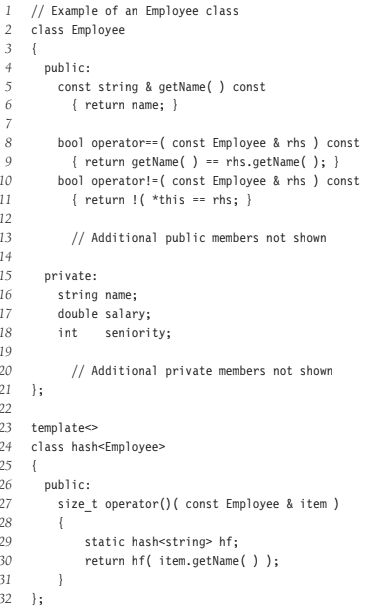 1 // Example of an Employee class
2 class Employee
3 {
4 public:
5 const string & getName( ) const
6 { return name; }
7
8 bool operator==( const Employee & rhs ) const
9 { return getName( ) == rhs.getName( ); }
10 bool operator!=( const Employee & rhs ) const
11 { return !( *this == rhs; }
12
13 // Additional public members not shown
14
15 private:
16 string name;
17 double salary;
18 int seniority;
19
20 // Additional private members not shown
21 };
22
23 template<>
24 class hash<Employee>
25 {
26 public:
27 size_t operator()( const Employee & item )
28 {
29 static hash<string> hf;
30 return hf( item.getName( ) );
31 }
32 };